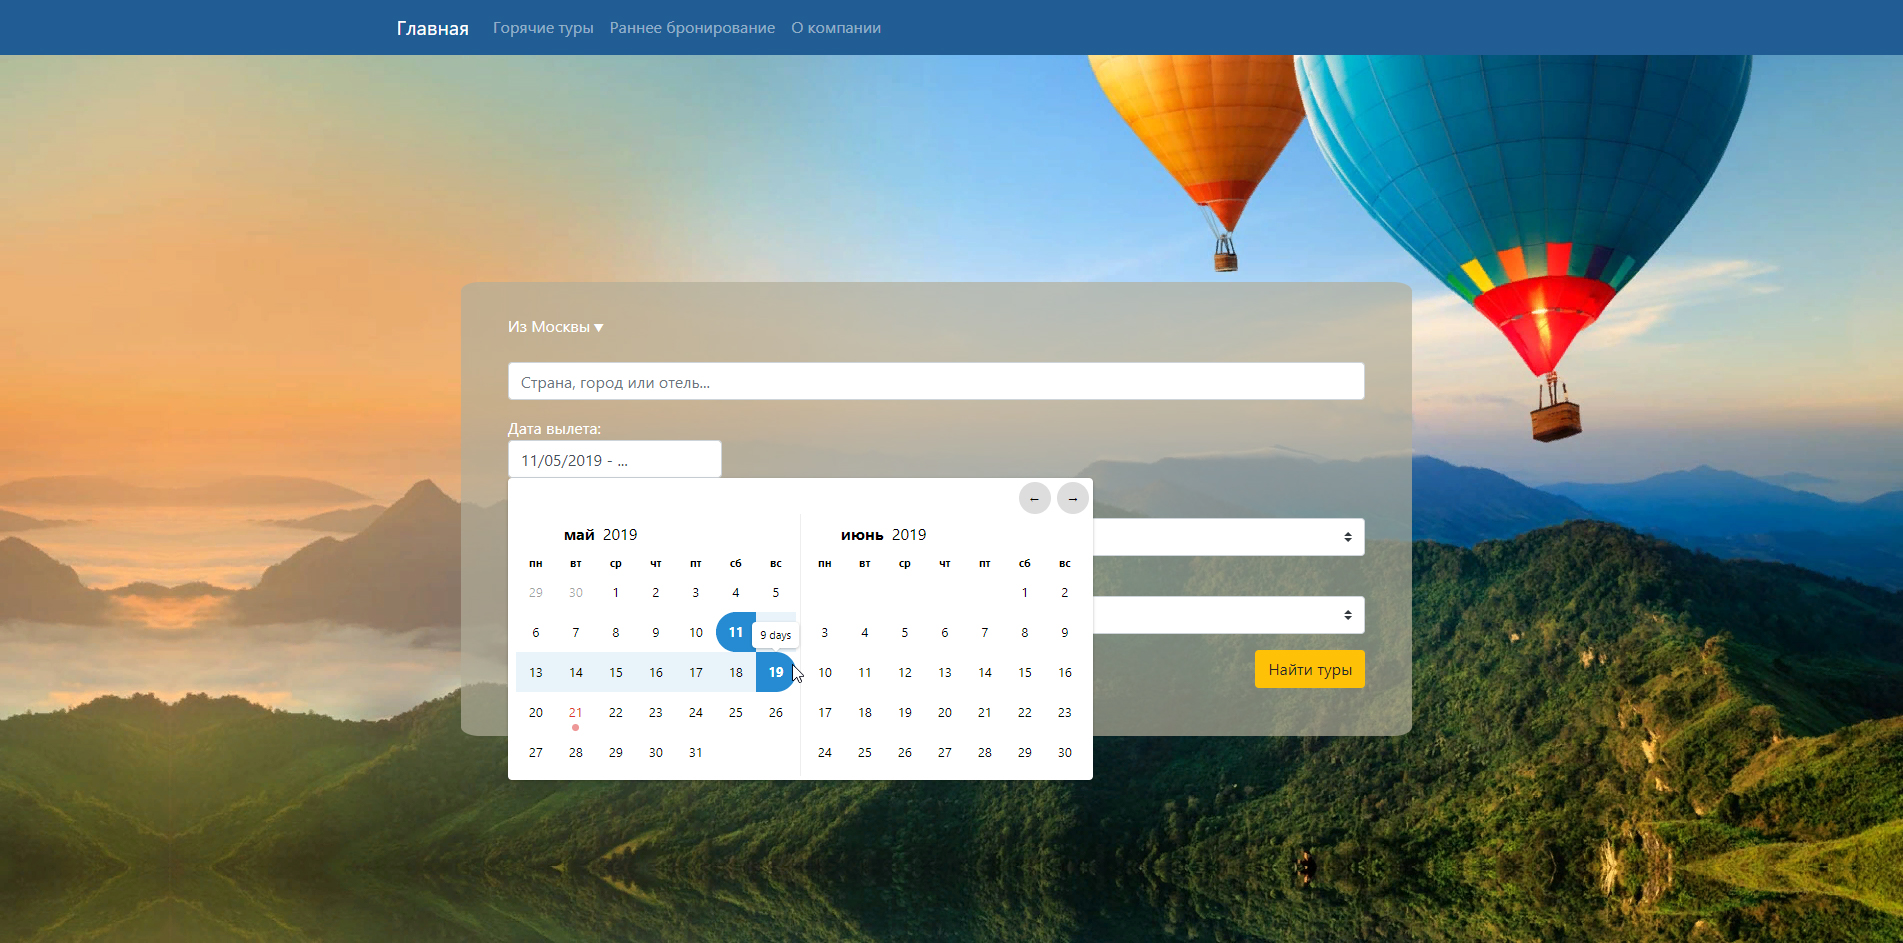 Главная Горячие туры Раннее бронирование О компании
Из Москвы ▼
Страна, город или отель...
Дата вылета:
11/05/2019 - ...
← →
май 2019 июнь 2019
пн вт ср чт пт сб вс пн вт ср чт пт сб вс
29 30 1 2 3 4 5 1 2
6 7 8 9 10 11 9 days 3 4 5 6 7 8 9
13 14 15 16 17 18 19 10 11 12 13 14 15 16
Найти туры
20 21 22 23 24 25 26 17 18 19 20 21 22 23
27 28 29 30 31 24 25 26 27 28 29 30